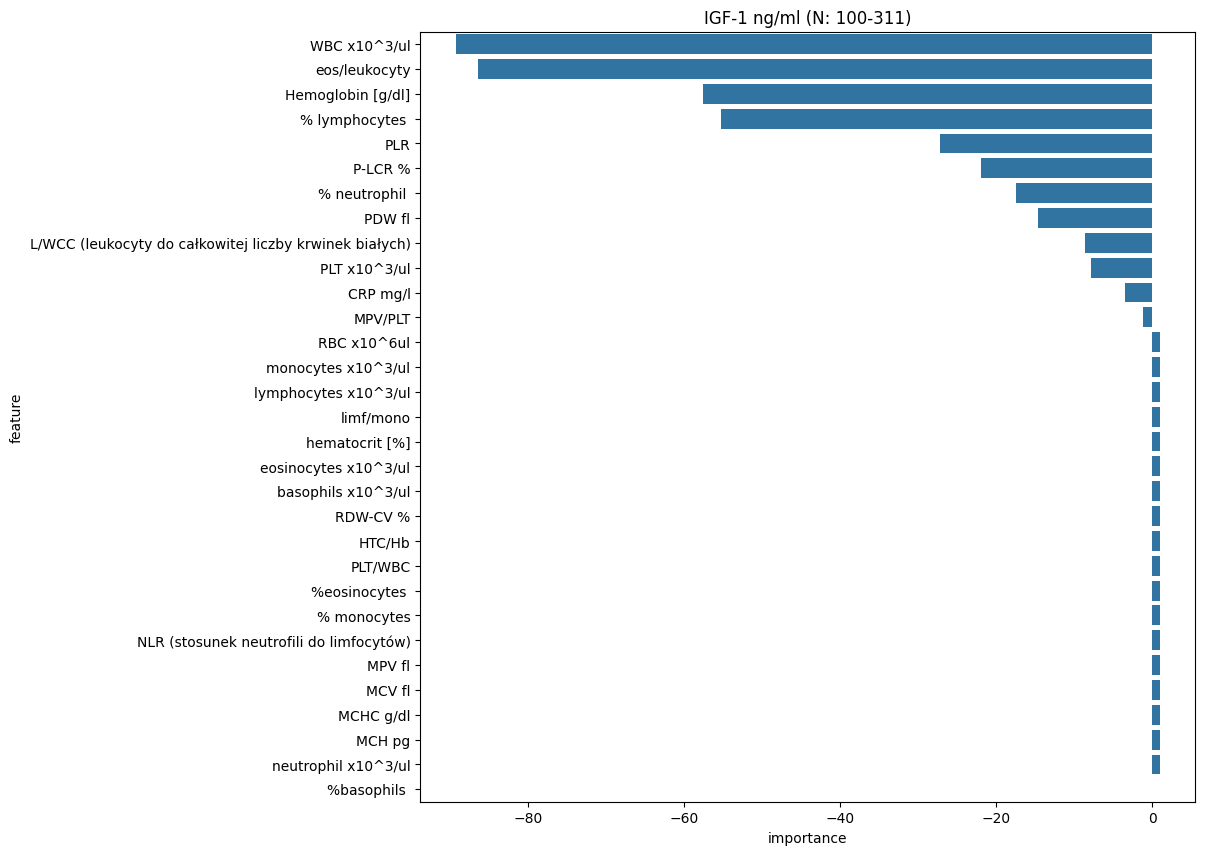 IGF-1 ng/ml (N: 100-311)
WBC x10^3/ul
eos/leukocyty
Hemoglobin [g/dl]
% lymphocytes
PLR
P-LCR %
% neutrophil
PDW fl
L/WCC (leukocyty do całkowitej liczby krwinek białych)
PLT x10^3/ul
CRP mg/l
MPV/PLT
RBC x10^6ul
monocytes x10^3/ul
lymphocytes x10^3/ul
limf/mono
hematocrit [%]
eosinocytes x10^3/ul
basophils x10^3/ul
RDW-CV %
HTC/Hb
PLT/WBC
%eosinocytes
% monocytes
NLR (stosunek neutrofili do limfocytów)
MPV fl
MCV fl
MCHC g/dl
MCH pg
neutrophil x10^3/ul
%basophils
feature
−80 −60 −40 −20 0
importance